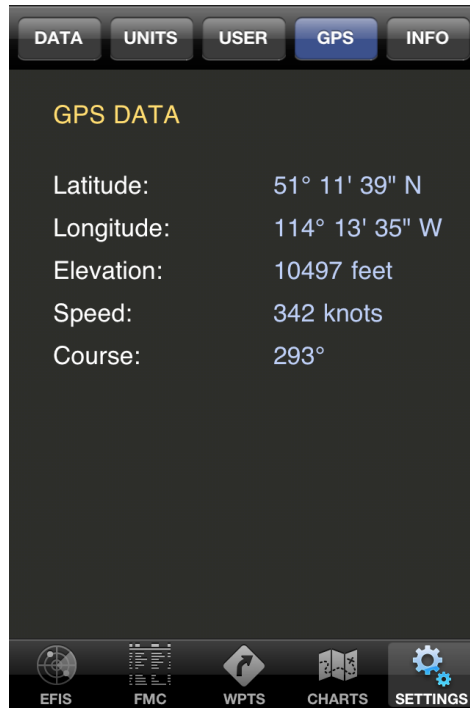 DATA UNITS USER GPS INFO
GPS DATA
Latitude: 51° 11' 39" N
Longitude: 114° 13' 35" W
Elevation: 10497 feet
Speed: 342 knots
Course: 293°
EFIS FMC WPTS CHARTS SETTINGS